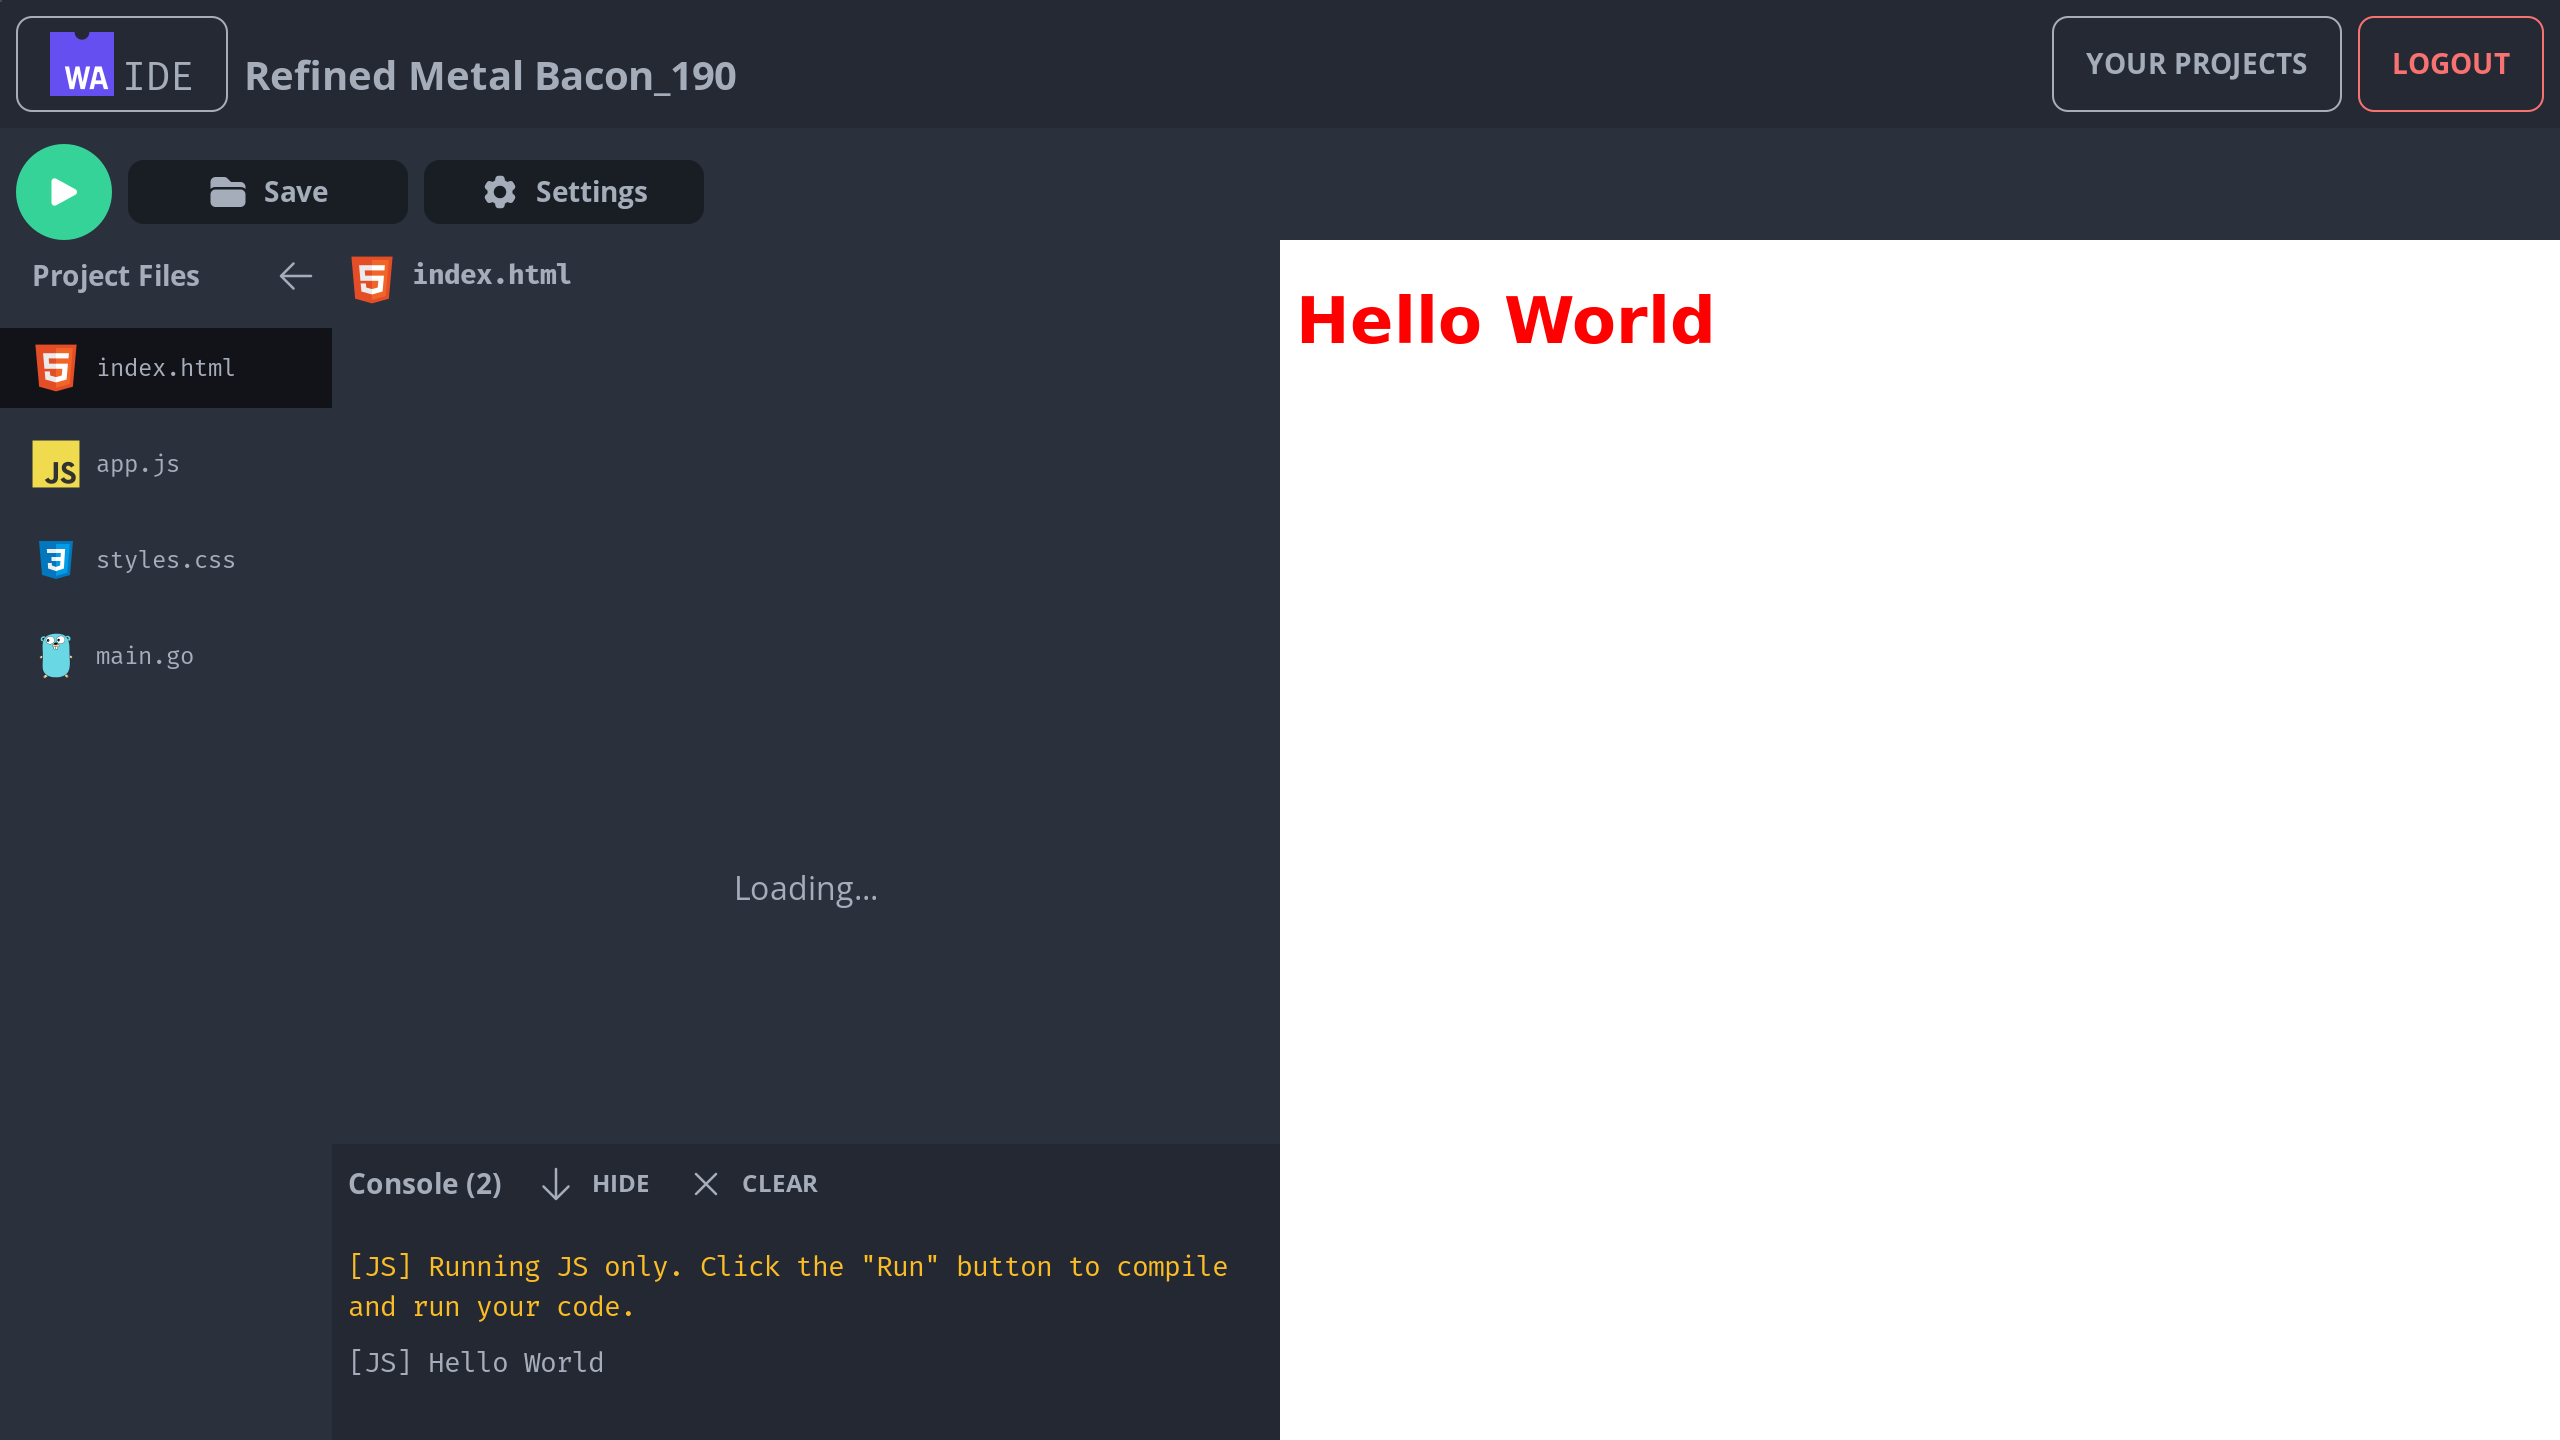 WA IDE Refined Metal Bacon_190 YOUR PROJECTS LOGOUT
Save Settings
Project Files
index.html
index.html
app.js
JS
styles.css
main.go
Hello World
Loading...
Console (2) HIDE CLEAR
[JS] Running JS only. Click the "Run" button to compile
and run your code.
[JS] Hello World